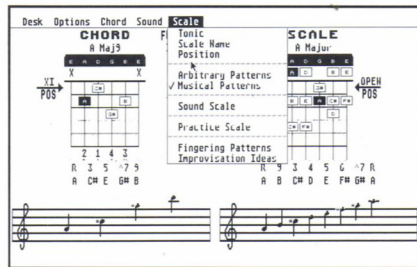 Desk Options Chord Sound Scale
CHORD
A Maj9
E A D G B E
X X
XI
POS
A
2 1 4 3
R 3 5 ^7 9
A C# E G# B
Tonic
Scale Name
Position
Arbitrary Patterns
✓ Musical Patterns
Sound Scale
Practice Scale
Fingering Patterns
Improvisation Ideas
SCALE
A Major
OPEN
POS
R 9 3 4 5 6 ^7 R
A B C# D E F# G# A